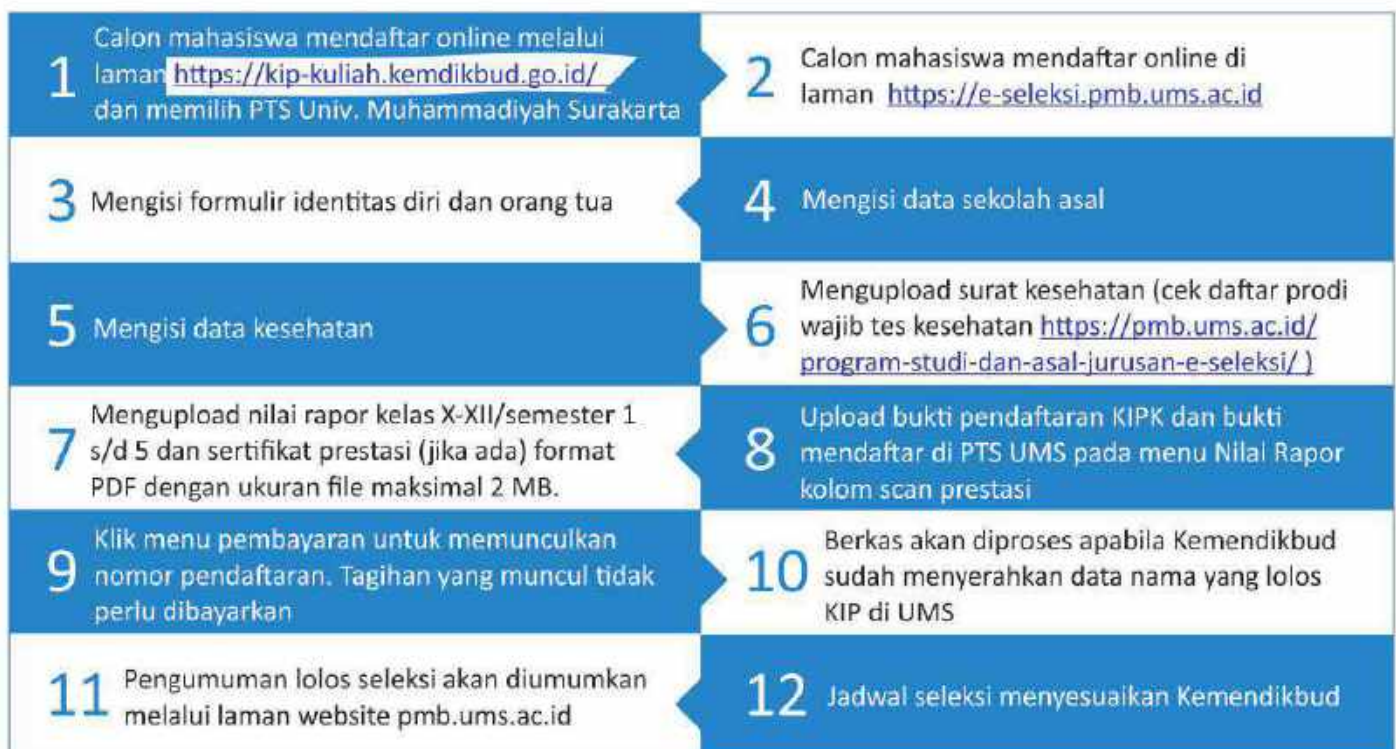 1
Calon mahasiswa mendaftar online melalui
laman https://kip-kuliah.kemdikbud.go.id/
dan memilih PTS Univ. Muhammadiyah Surakarta
2
Calon mahasiswa mendaftar online di
laman https://e-seleksi.pmb.ums.ac.id
3
Mengisi formulir identitas diri dan orang tua
4
Mengisi data sekolah asal
5
Mengisi data kesehatan
6
Mengupload surat kesehatan (cek daftar prodi
wajib tes kesehatan https://pmb.ums.ac.id/
program-studi-dan-asal-jurusan-e-seleksi/ )
7
Mengupload nilai rapor kelas X-XII/semester 1
s/d 5 dan sertifikat prestasi (jika ada) format
PDF dengan ukuran file maksimal 2 MB.
8
Upload bukti pendaftaran KIPK dan bukti
mendaftar di PTS UMS pada menu Nilal Rapor
kolom scan prestasi
9
Klik menu pembayaran untuk memunculkan
nomor pendaftaran. Tagihan yang muncul tidak
perlu dibayarkan
10
Berkas akan diproses apabila Kemendikbud
sudah menyerahkan data nama yang lolos
KIP di UMS
11
Pengumuman lolos seleksi akan diumumkan
melalui laman website pmb.ums.ac.id
12
Jadwal seleksi menyesuaikan Kemendikbud